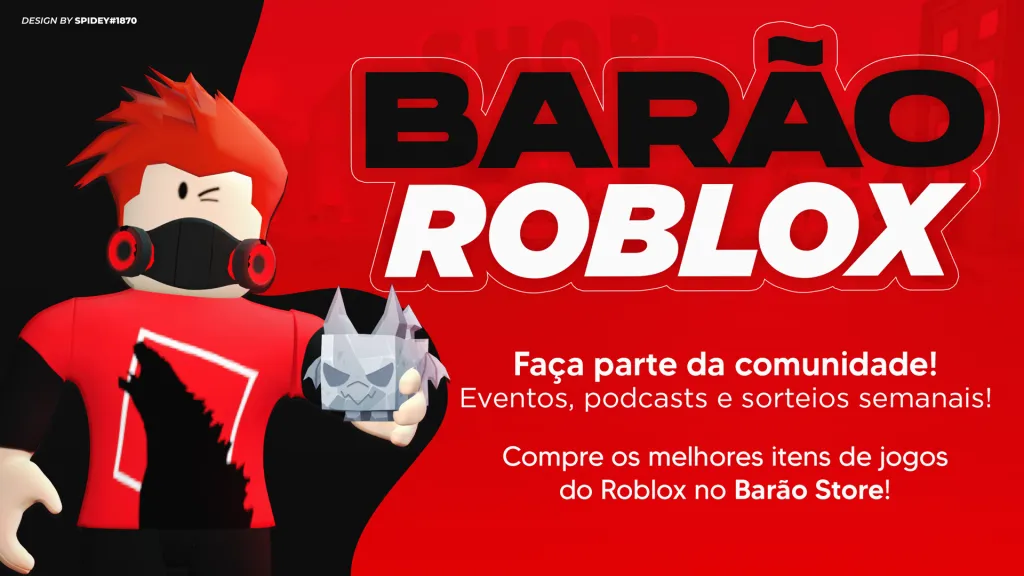 DESIGN BY SPIDEY#1870
SHOP
BARÃO
ROBLOX
Faça parte da comunidade!
Eventos, podcasts e sorteios semanais!
Compre os melhores itens de jogos
do Roblox no Barão Store!